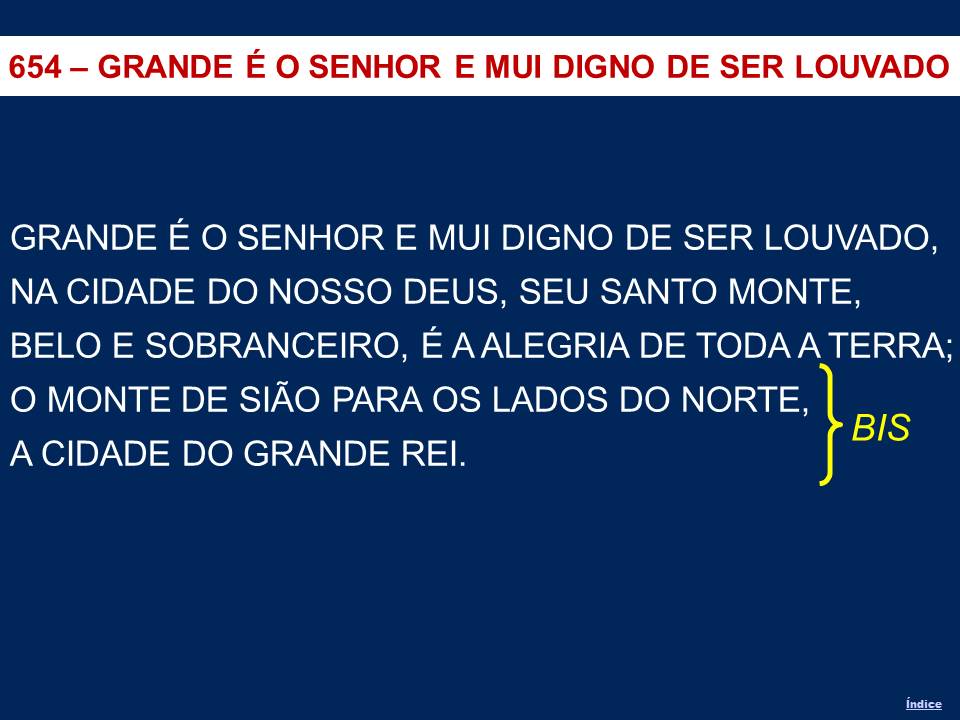 654 – GRANDE É O SENHOR E MUI DIGNO DE SER LOUVADO
GRANDE É O SENHOR E MUI DIGNO DE SER LOUVADO,
NA CIDADE DO NOSSO DEUS, SEU SANTO MONTE,
BELO E SOBRANCEIRO, É A ALEGRIA DE TODA A TERRA;
O MONTE DE SIÃO PARA OS LADOS DO NORTE,
A CIDADE DO GRANDE REI.
BIS
Índice